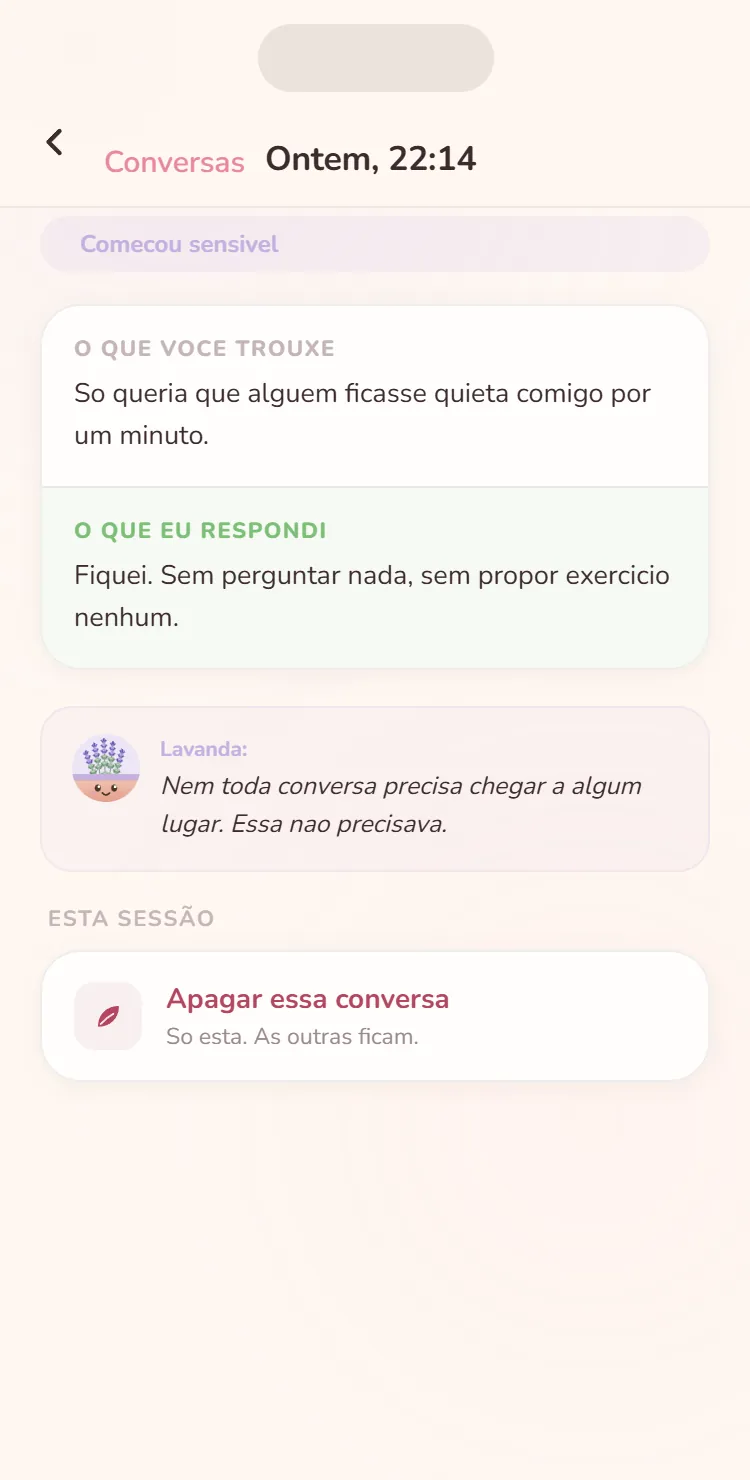 Conversas Ontem, 22:14
Comecou sensivel
O QUE VOCE TROUXE
So queria que alguem ficasse quieta comigo por
um minuto.
O QUE EU RESPONDI
Fiquei. Sem perguntar nada, sem propor exercicio
nenhum.
Lavanda:
Nem toda conversa precisa chegar a algum
lugar. Essa nao precisava.
ESTA SESSÃO
Apagar essa conversa
So esta. As outras ficam.